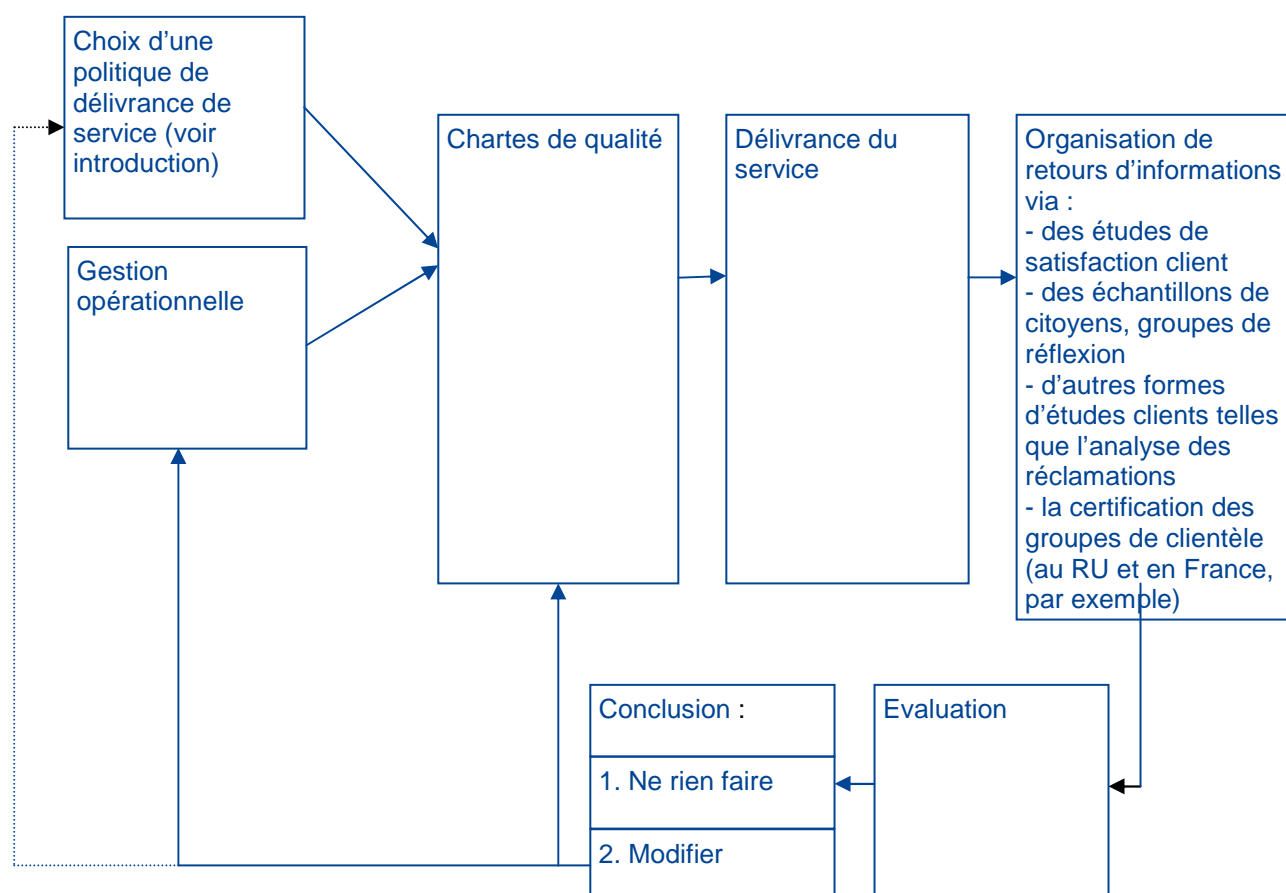 Choix d'une
politique de
délivrance de
service (voir
introduction)
Gestion
opérationnelle
Chartes de qualité
Délivrance du
service
Organisation de
retours d’informations
via :
- des études de
satisfaction client
- des échantillons de
citoyens, groupes de
réflexion
- d’autres formes
d’études clients telles
que l’analyse des
réclamations
- la certification des
groupes de clientèle
(au RU et en France,
par exemple)
Evaluation
Conclusion :
1. Ne rien faire
2. Modifier